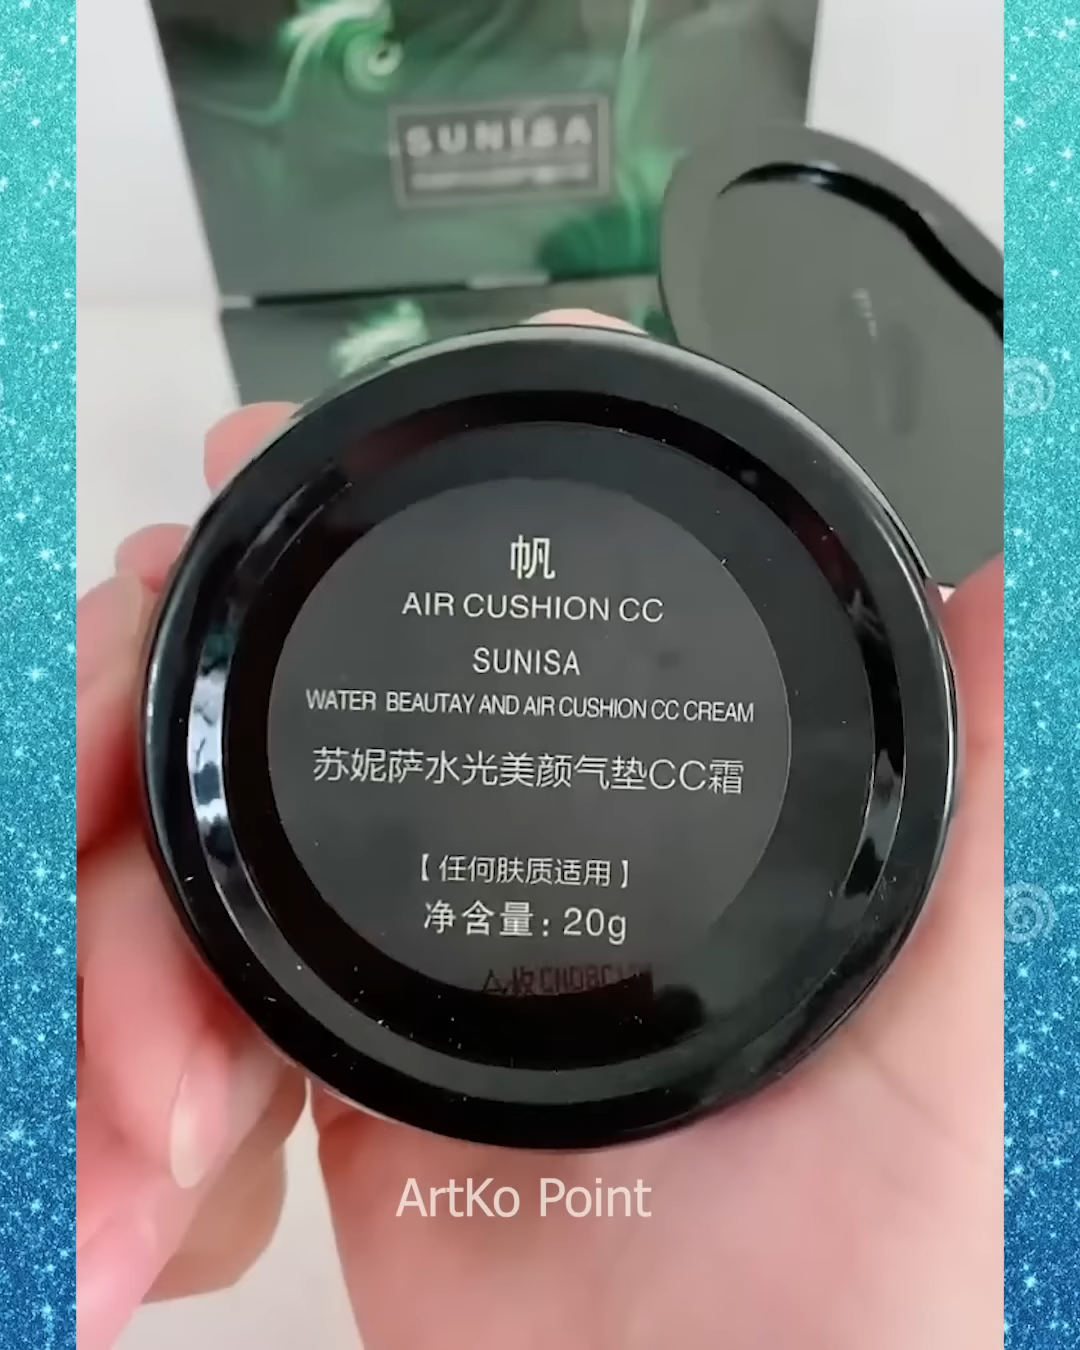 SUNISA
帆
AIR CUSHION CC
SUNISA
WATER BEAUTAY AND AIR CUSHION CC CREAM
苏妮萨水光美颜气垫CC霜
【任何肤质适用】
净含量:20g
ArtKo Point